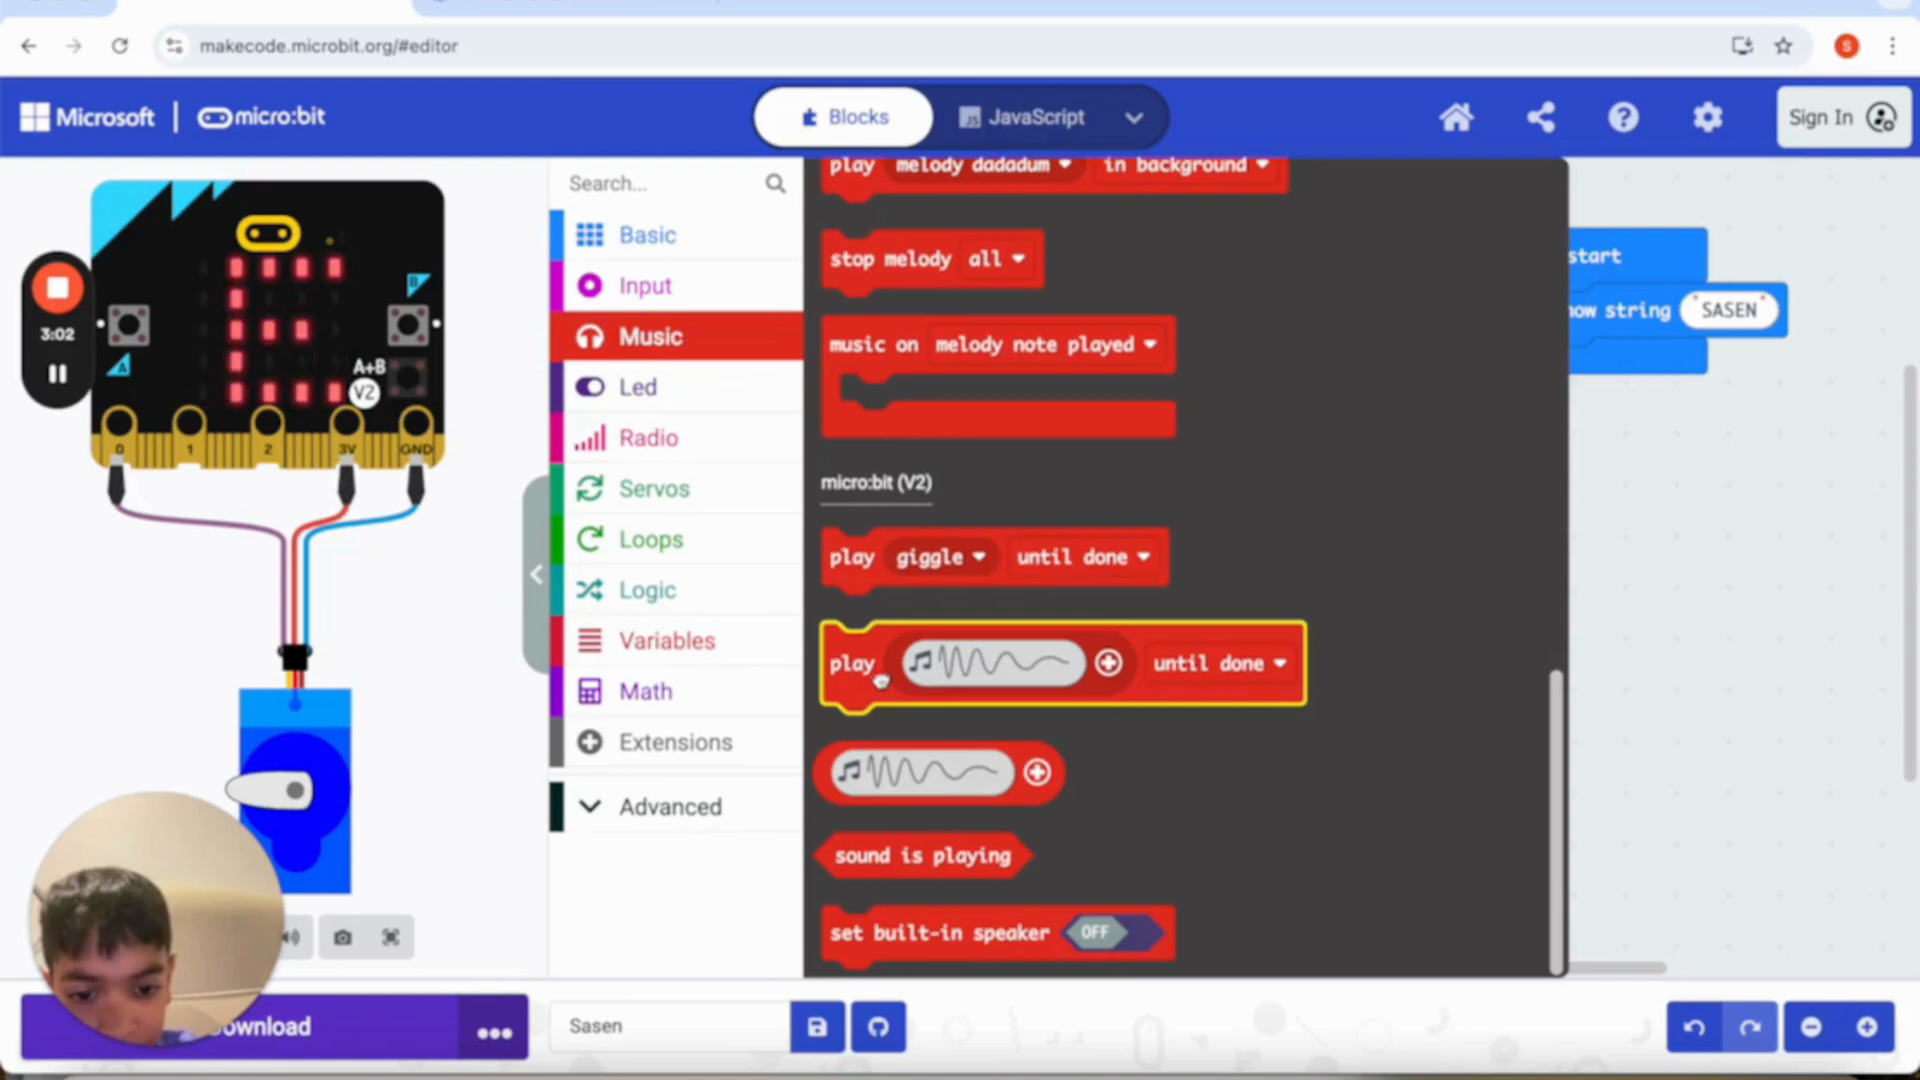 makecode.microbit.org/#editor
S
Microsoft
micro:bit
Blocks
JS JavaScript
Sign In
3:02
A
B
A+B
V2
0 1 2 3V GND
Download
Search...
Basic
Input
Music
Led
Radio
Servos
Loops
Logic
Variables
Math
Extensions
Advanced
play melody dadadum in background
stop melody all
music on melody note played
micro:bit (V2)
play giggle until done
play until done
sound is playing
set built-in speaker OFF
start
how string SASEN
Sasen